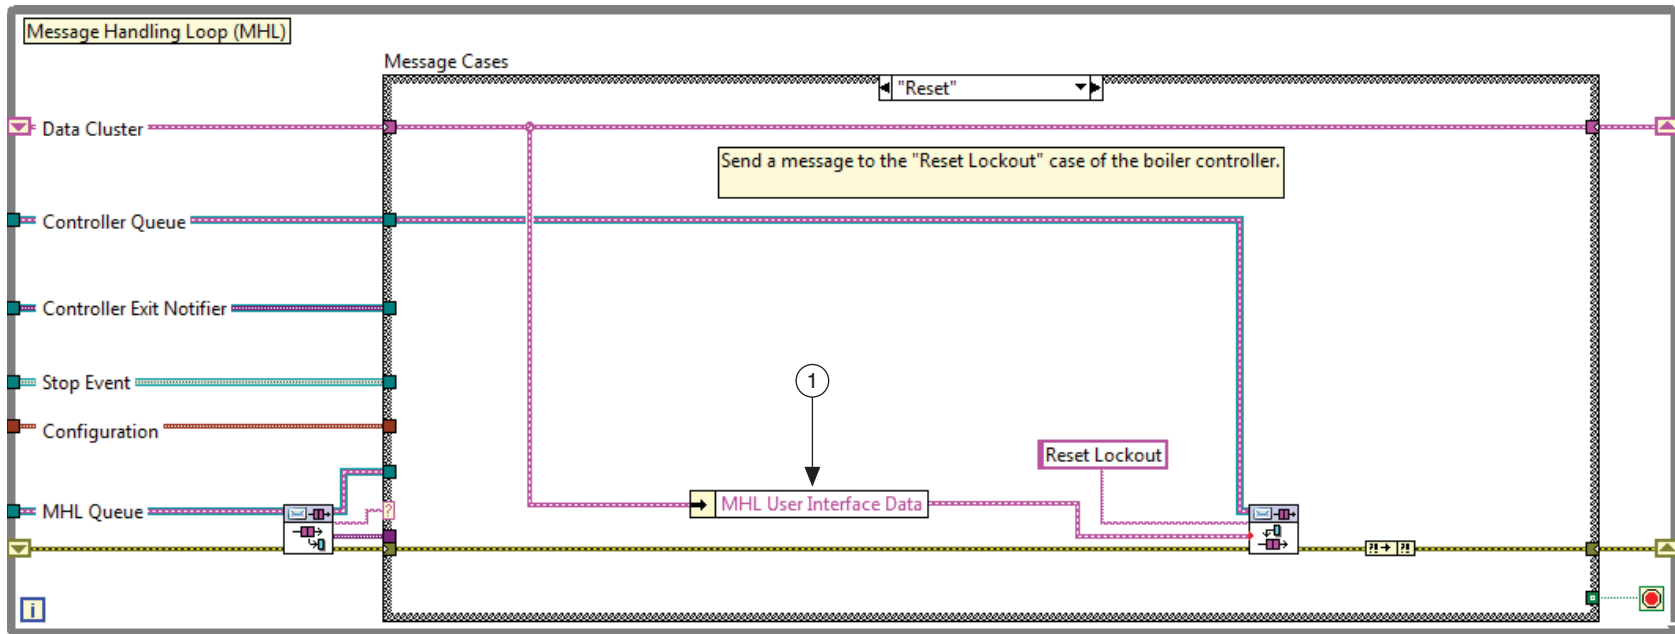 Message Handling Loop (MHL)
Message Cases
"Reset"
Data Cluster
Send a message to the "Reset Lockout" case of the boiler controller.
Controller Queue
Controller Exit Notifier
Stop Event
1
Configuration
Reset Lockout
MHL Queue
?
MHL User Interface Data
?! ?!
i